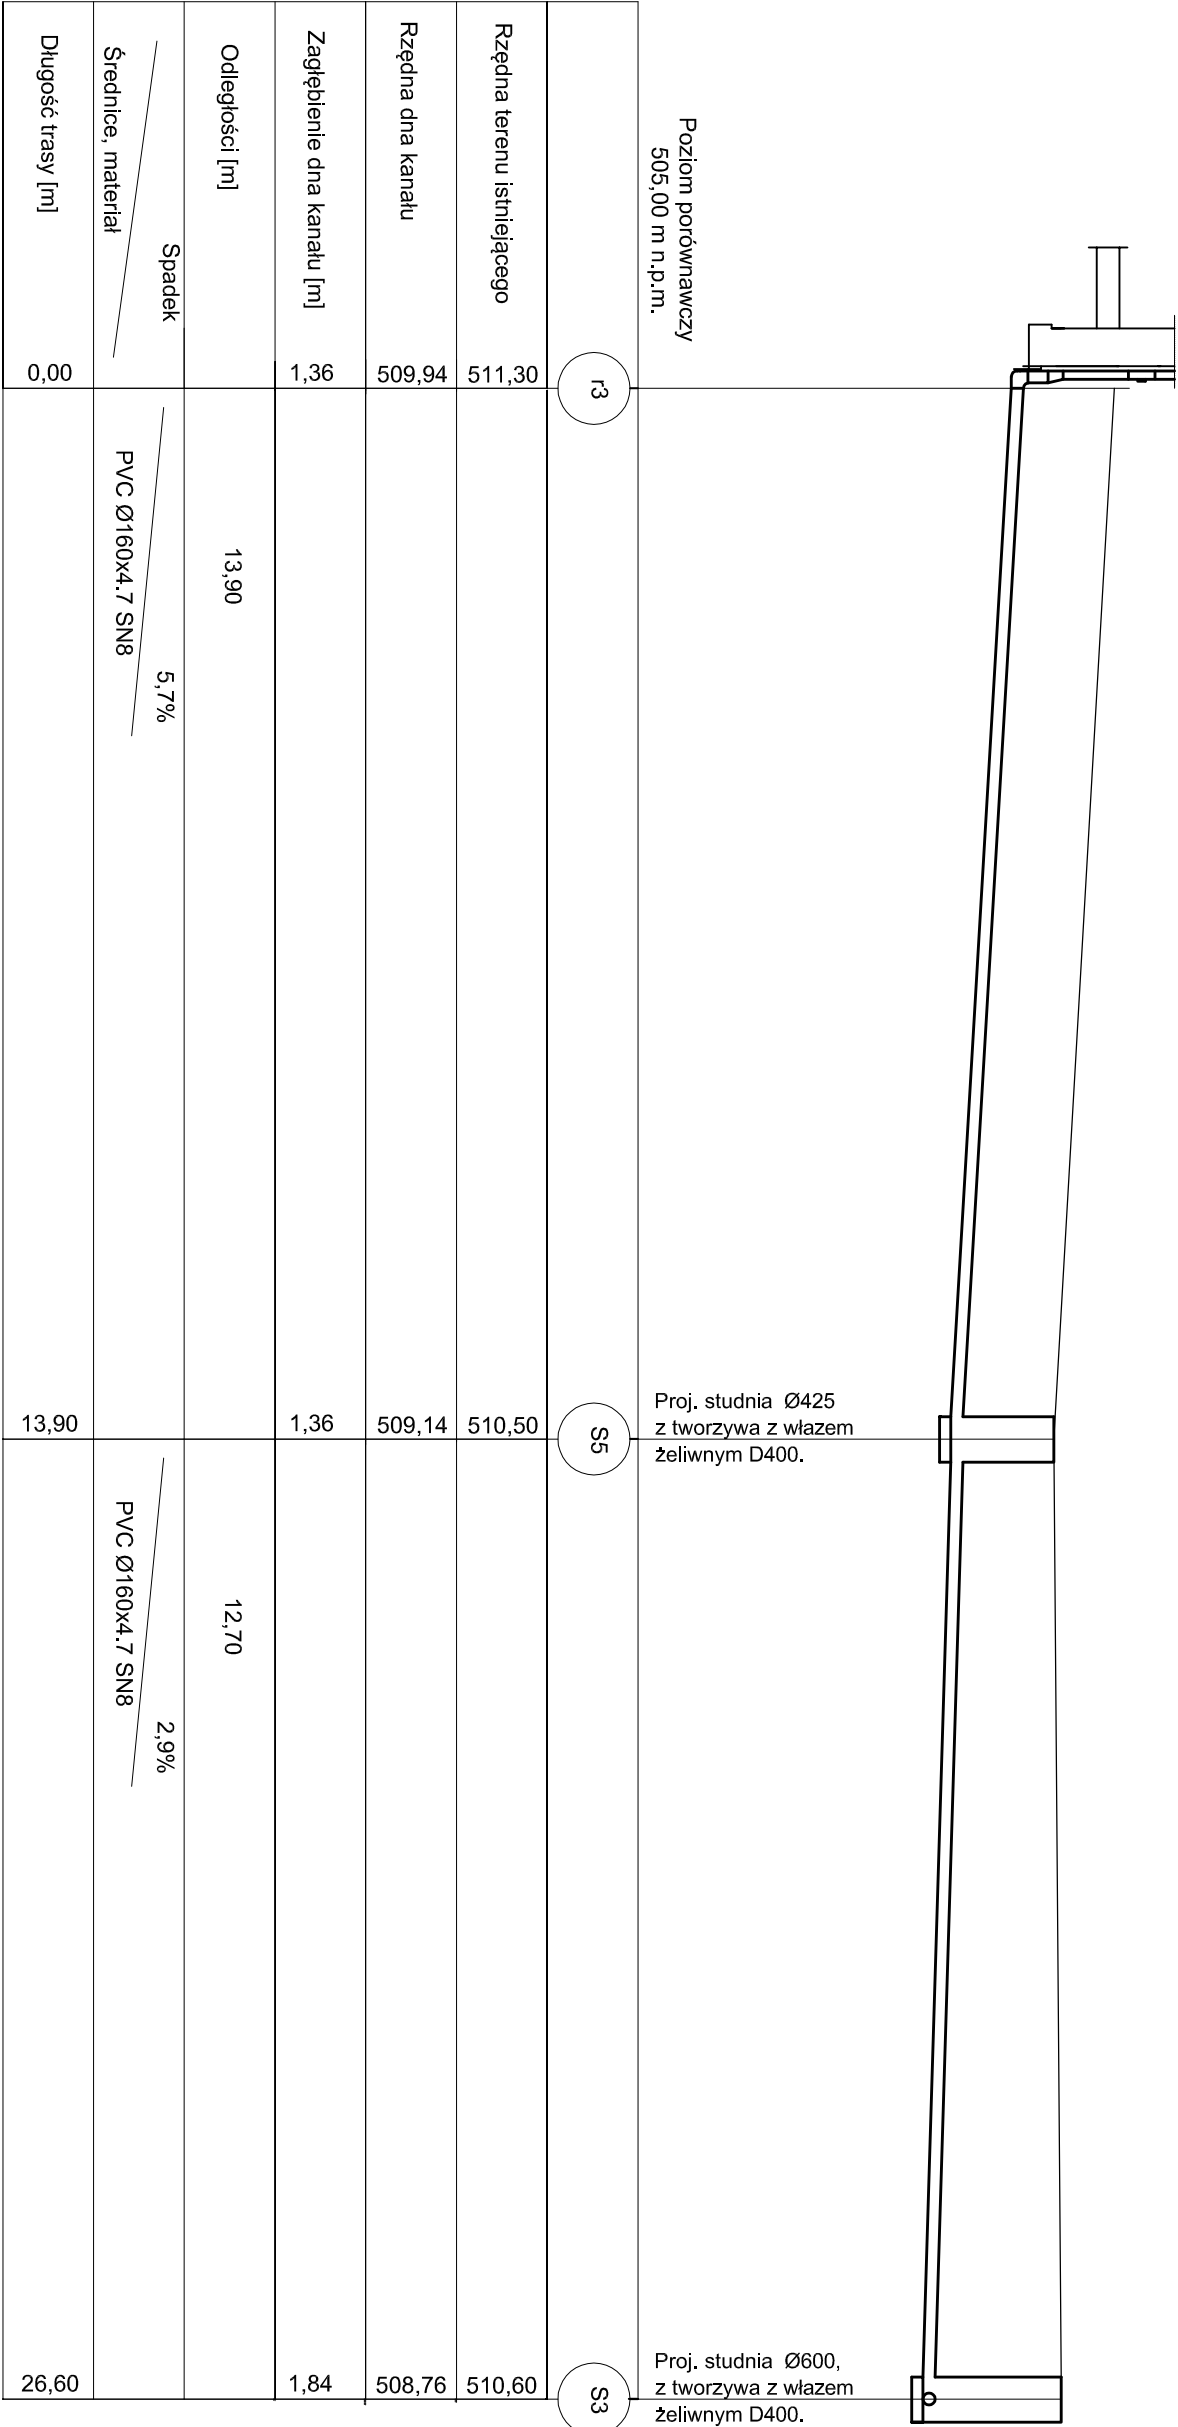 Poziom porównawczy
505,00 m n.p.m.
Proj. studnia Ø425
z tworzywa z włazem
żeliwnym D400.
Proj. studnia Ø600,
z tworzywa z włazem
żeliwnym D400.
r3
S5
S3
Rzędna terenu istniejącego
511,30
510,50
510,60
Rzędna dna kanału
509,94
509,14
508,76
Zagłębienie dna kanału [m]
1,36
1,36
1,84
Odległości [m]
13,90
12,70
Spadek
Średnice, materiał
5,7%
PVC Ø160x4.7 SN8
2,9%
PVC Ø160x4.7 SN8
Długość trasy [m]
0,00
13,90
26,60